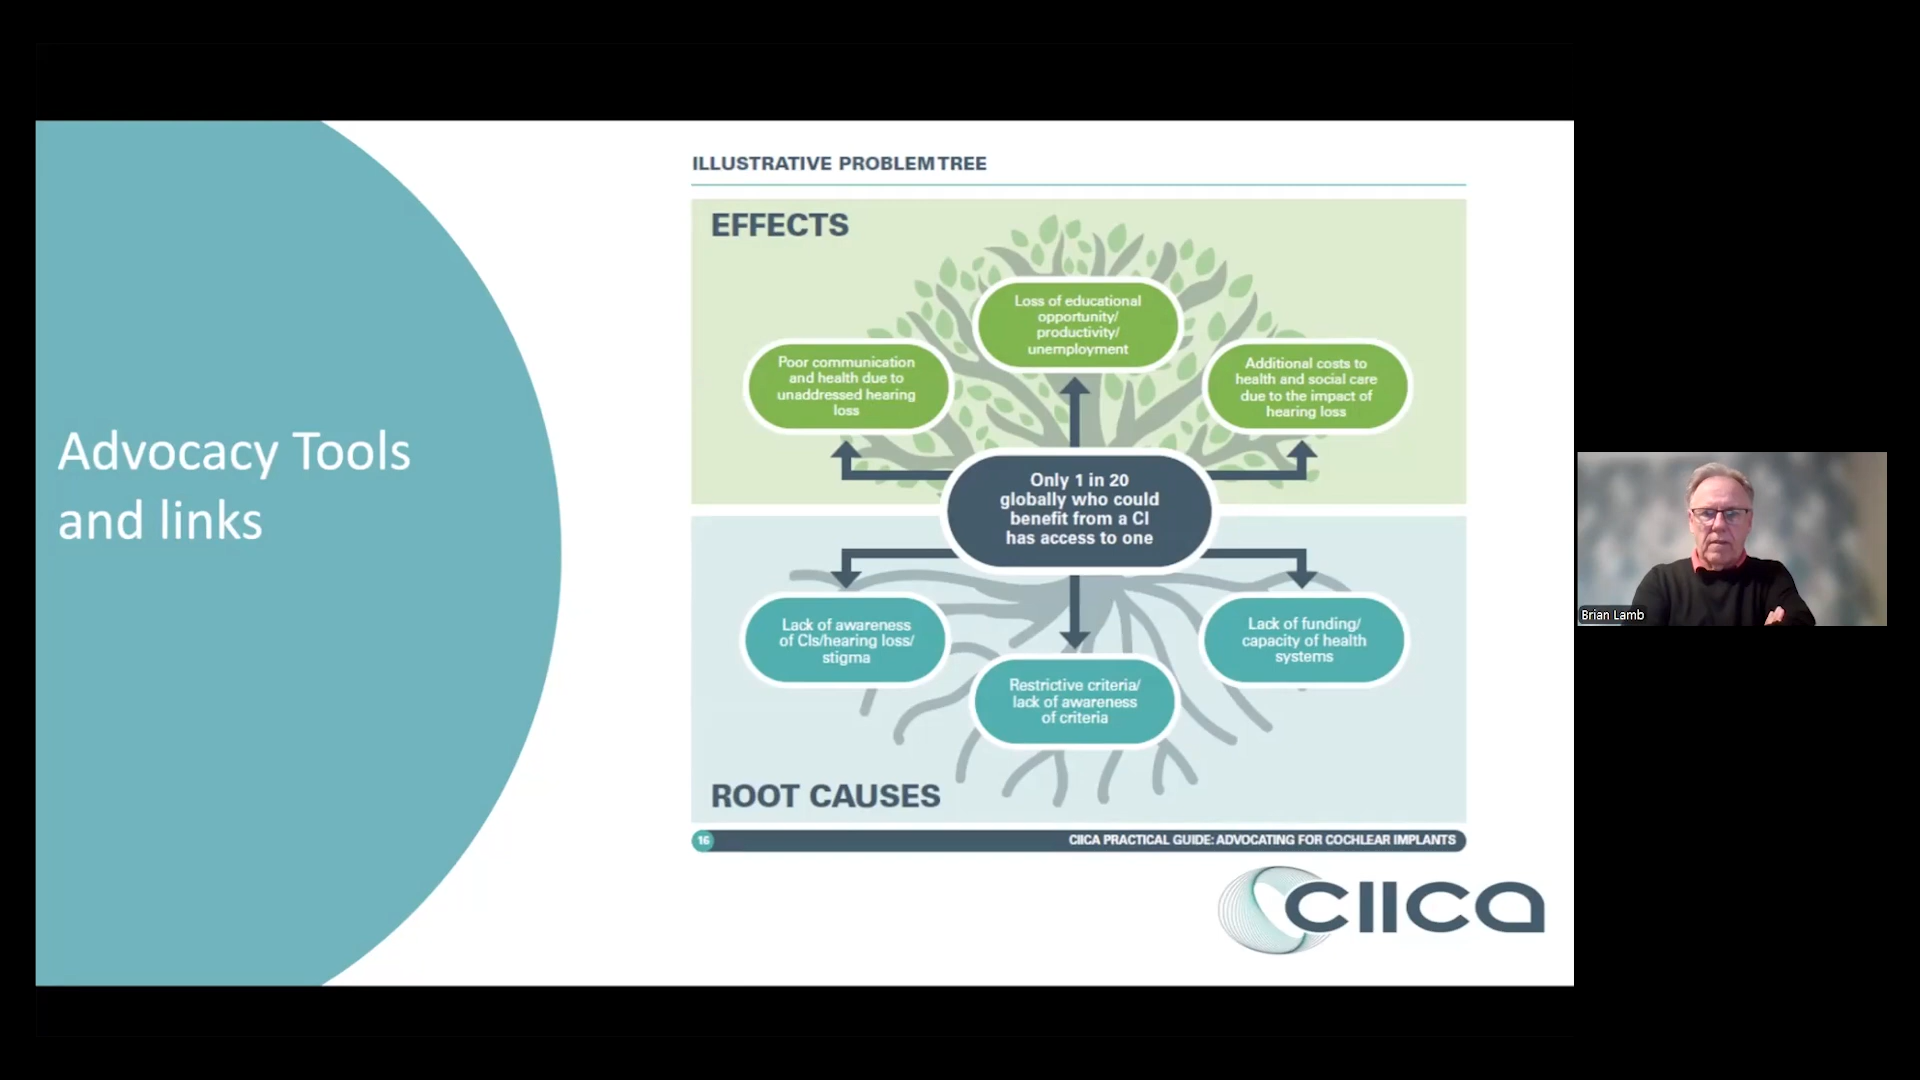 Advocacy Tools
and links
ILLUSTRATIVE PROBLEM TREE
EFFECTS
Loss of educational
opportunity/
productivity/
unemployment
Poor communication
and health due to
unaddressed hearing
loss
Additional costs to
health and social care
due to the impact of
hearing loss
Only 1 in 20
globally who could
benefit from a CI
has access to one
Lack of awareness
of CIs/hearing loss/
stigma
Restrictive criteria/
lack of awareness
of criteria
Lack of funding/
capacity of health
systems
ROOT CAUSES
16
CIICA PRACTICAL GUIDE: ADVOCATING FOR COCHLEAR IMPLANTS
CIICA
Brian Lamb